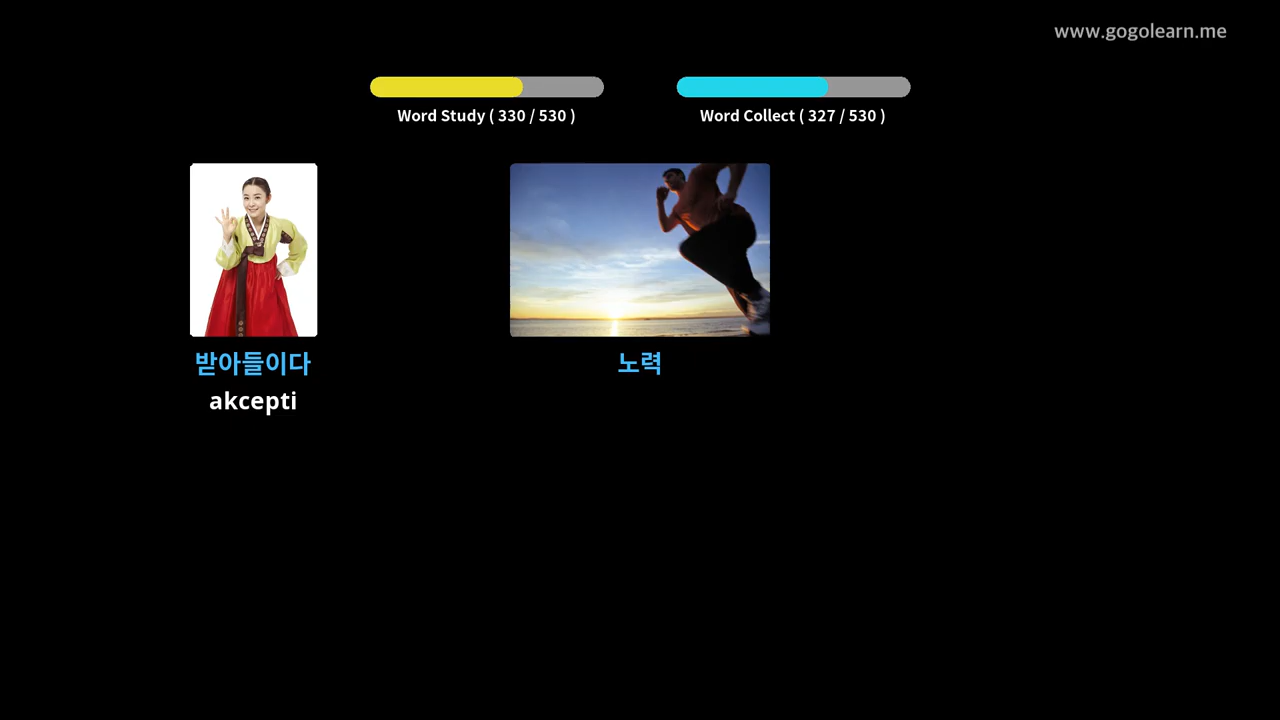 www.gogolearn.me
Word Study ( 330 / 530 )
Word Collect ( 327 / 530 )
받아들이다
akcepti
노력